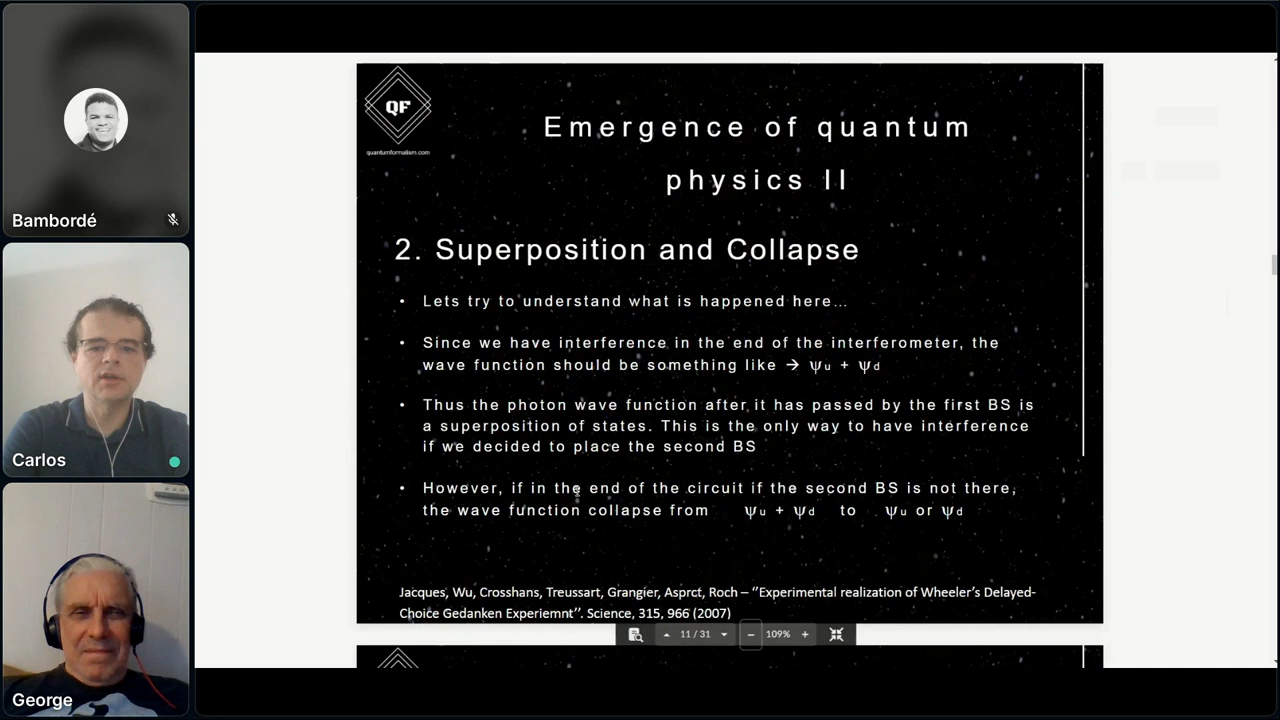 Bambordé
Carlos
George
QF
quantumformalism.com
Emergence of quantum
physics II
2. Superposition and Collapse
• Lets try to understand what is happened here...
• Since we have interference in the end of the interferometer, the
wave function should be something like → ψu + ψd
• Thus the photon wave function after it has passed by the first BS is
a superposition of states. This is the only way to have interference
if we decided to place the second BS
• However, if in the end of the circuit if the second BS is not there,
the wave function collapse from ψu + ψd to ψu or ψd
Jacques, Wu, Crosshans, Treussart, Grangier, Asprct, Roch – ‘’Experimental realization of Wheeler’s Delayed-
Choice Gedanken Experiemnt’’. Science, 315, 966 (2007)
11 / 31 109%